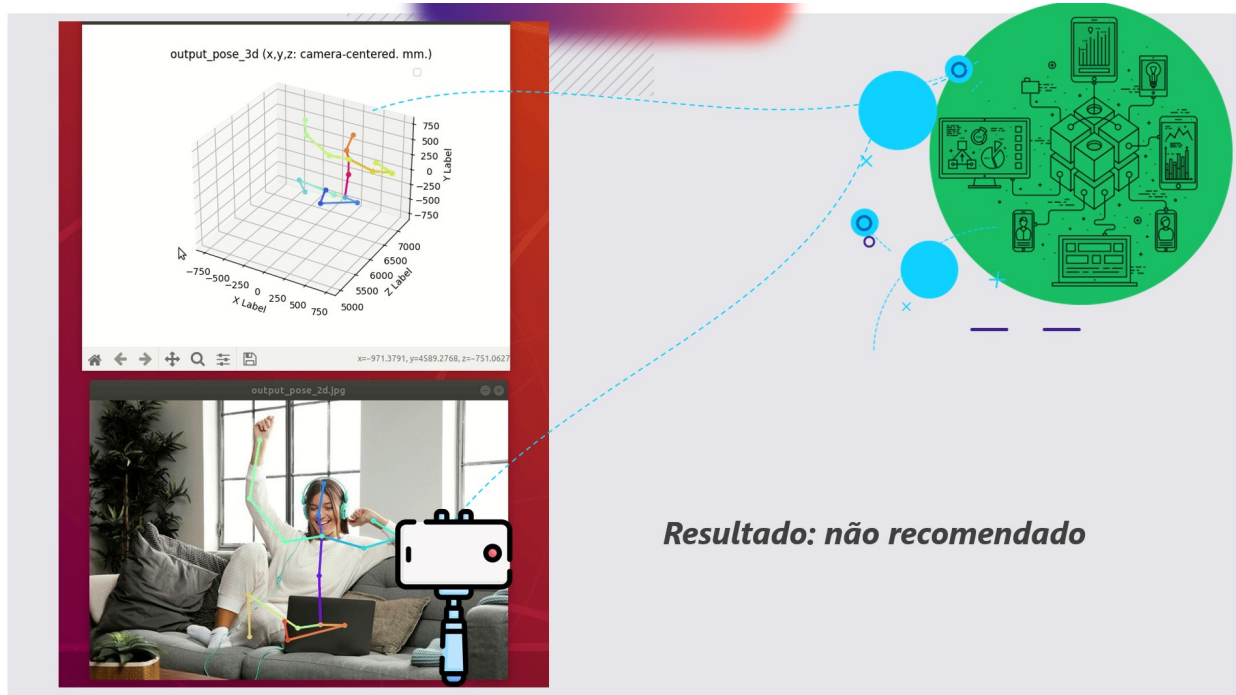 output_pose_3d (x,y,z: camera-centered. mm.)
750
500
250
0
−250
−500
−750
Y Label
7000
6500
6000
5500
5000
Z Label
−750
−500
−250
0
250
500
750
X Label
x=−971.3791, y=4589.2768, z=−751.0627
output_pose_2d.jpg
Resultado: não recomendado